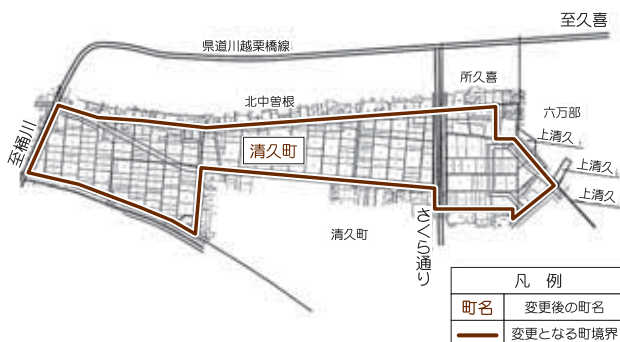 至久喜
県道川越栗橋線
所久喜
北中曽根
六万部
至桶川
清久町
上清久
上清久
上清久
さくら通り
清久町
凡 例
町名 変更後の町名
変更となる町境界